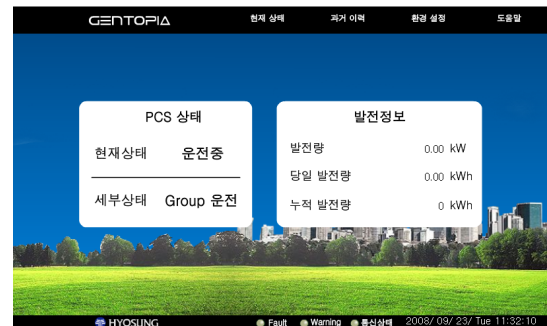 GENTOPIA 현재 상태 과거 이력 환경 설정 도움말
PCS 상태
현재상태 운전중
세부상태 Group 운전
발전정보
발전량 0.00 kW
당일 발전량 0.00 kWh
누적 발전량 0 kWh
HYOSUNG Fault Warning 통신상태 2008/ 09/ 23/ Tue 11:32:10